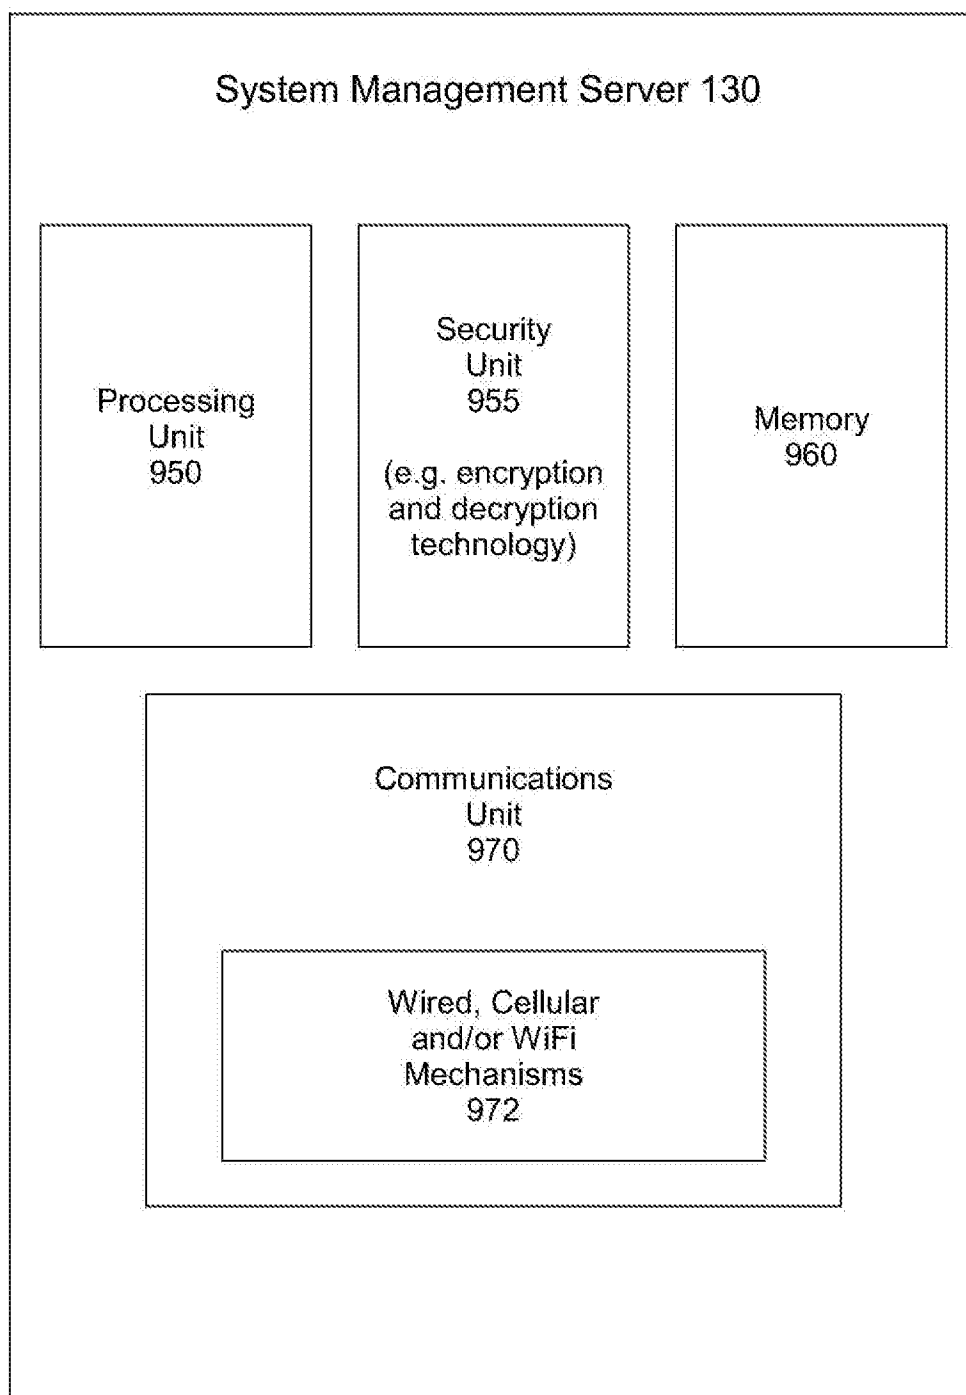 System Management Server 130
Processing
Unit
950
Security
Unit
955
(e.g. encryption
and decryption
technology)
Memory
960
Communications
Unit
970
Wired, Cellular
and/or WiFi
Mechanisms
972